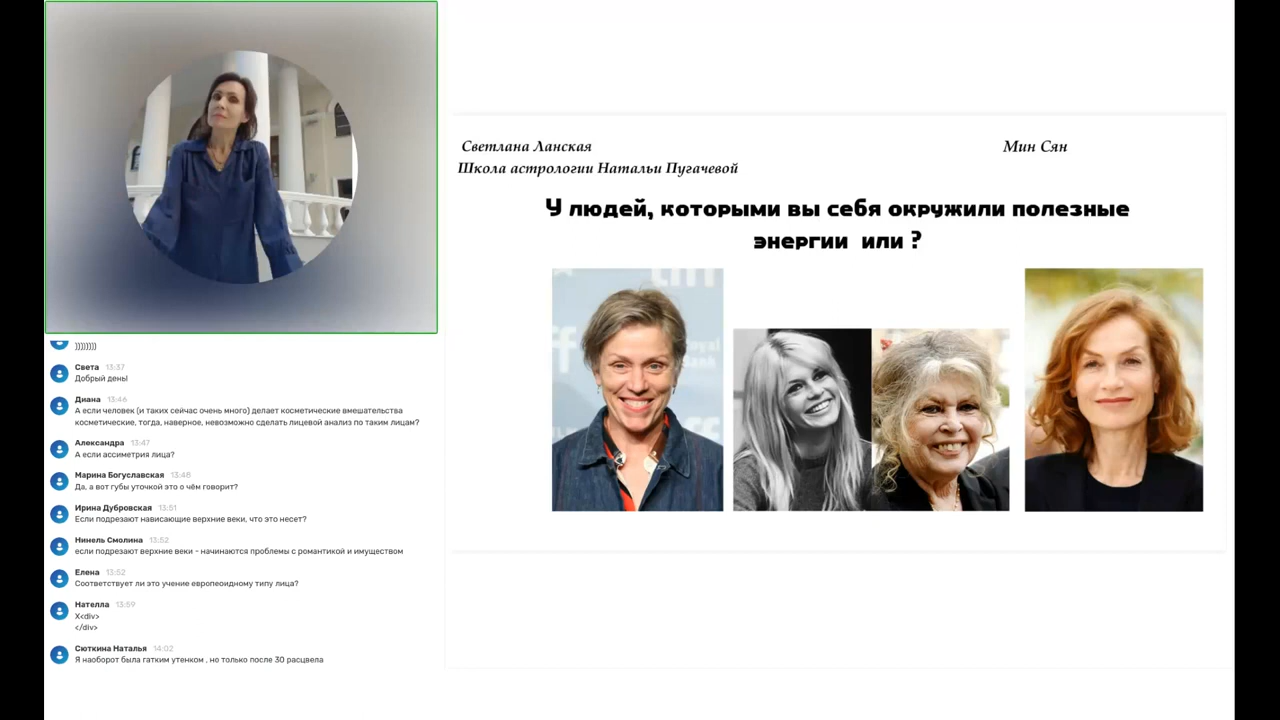 ))))))))
Света 13:37
Добрый день!
Диана 13:46
А если человек (и таких сейчас очень много) делает косметические вмешательства
косметические, тогда, наверное, невозможно сделать лицевой анализ по таким лицам?
Александра 13:47
А если ассиметрия лица?
Марина Богуславская 13:48
Да, а вот губы уточкой это о чём говорит?
Ирина Дубровская 13:51
Если подрезают нависающие верхние веки, что это несет?
Нинель Смолина 13:52
если подрезают верхние веки - начинаются проблемы с романтикой и имуществом
Елена 13:52
Соответствует ли это учение европеоидному типу лица?
Нателла 13:59
X<div>
</div>
Сюткина Наталья 14:02
Я наоборот была гатким утенком , но только после 30 расцвела
Светлана Ланская
Мин Сян
Школа астрологии Натальи Пугачевой
У людей, которыми вы себя окружили полезные
энергии или ?